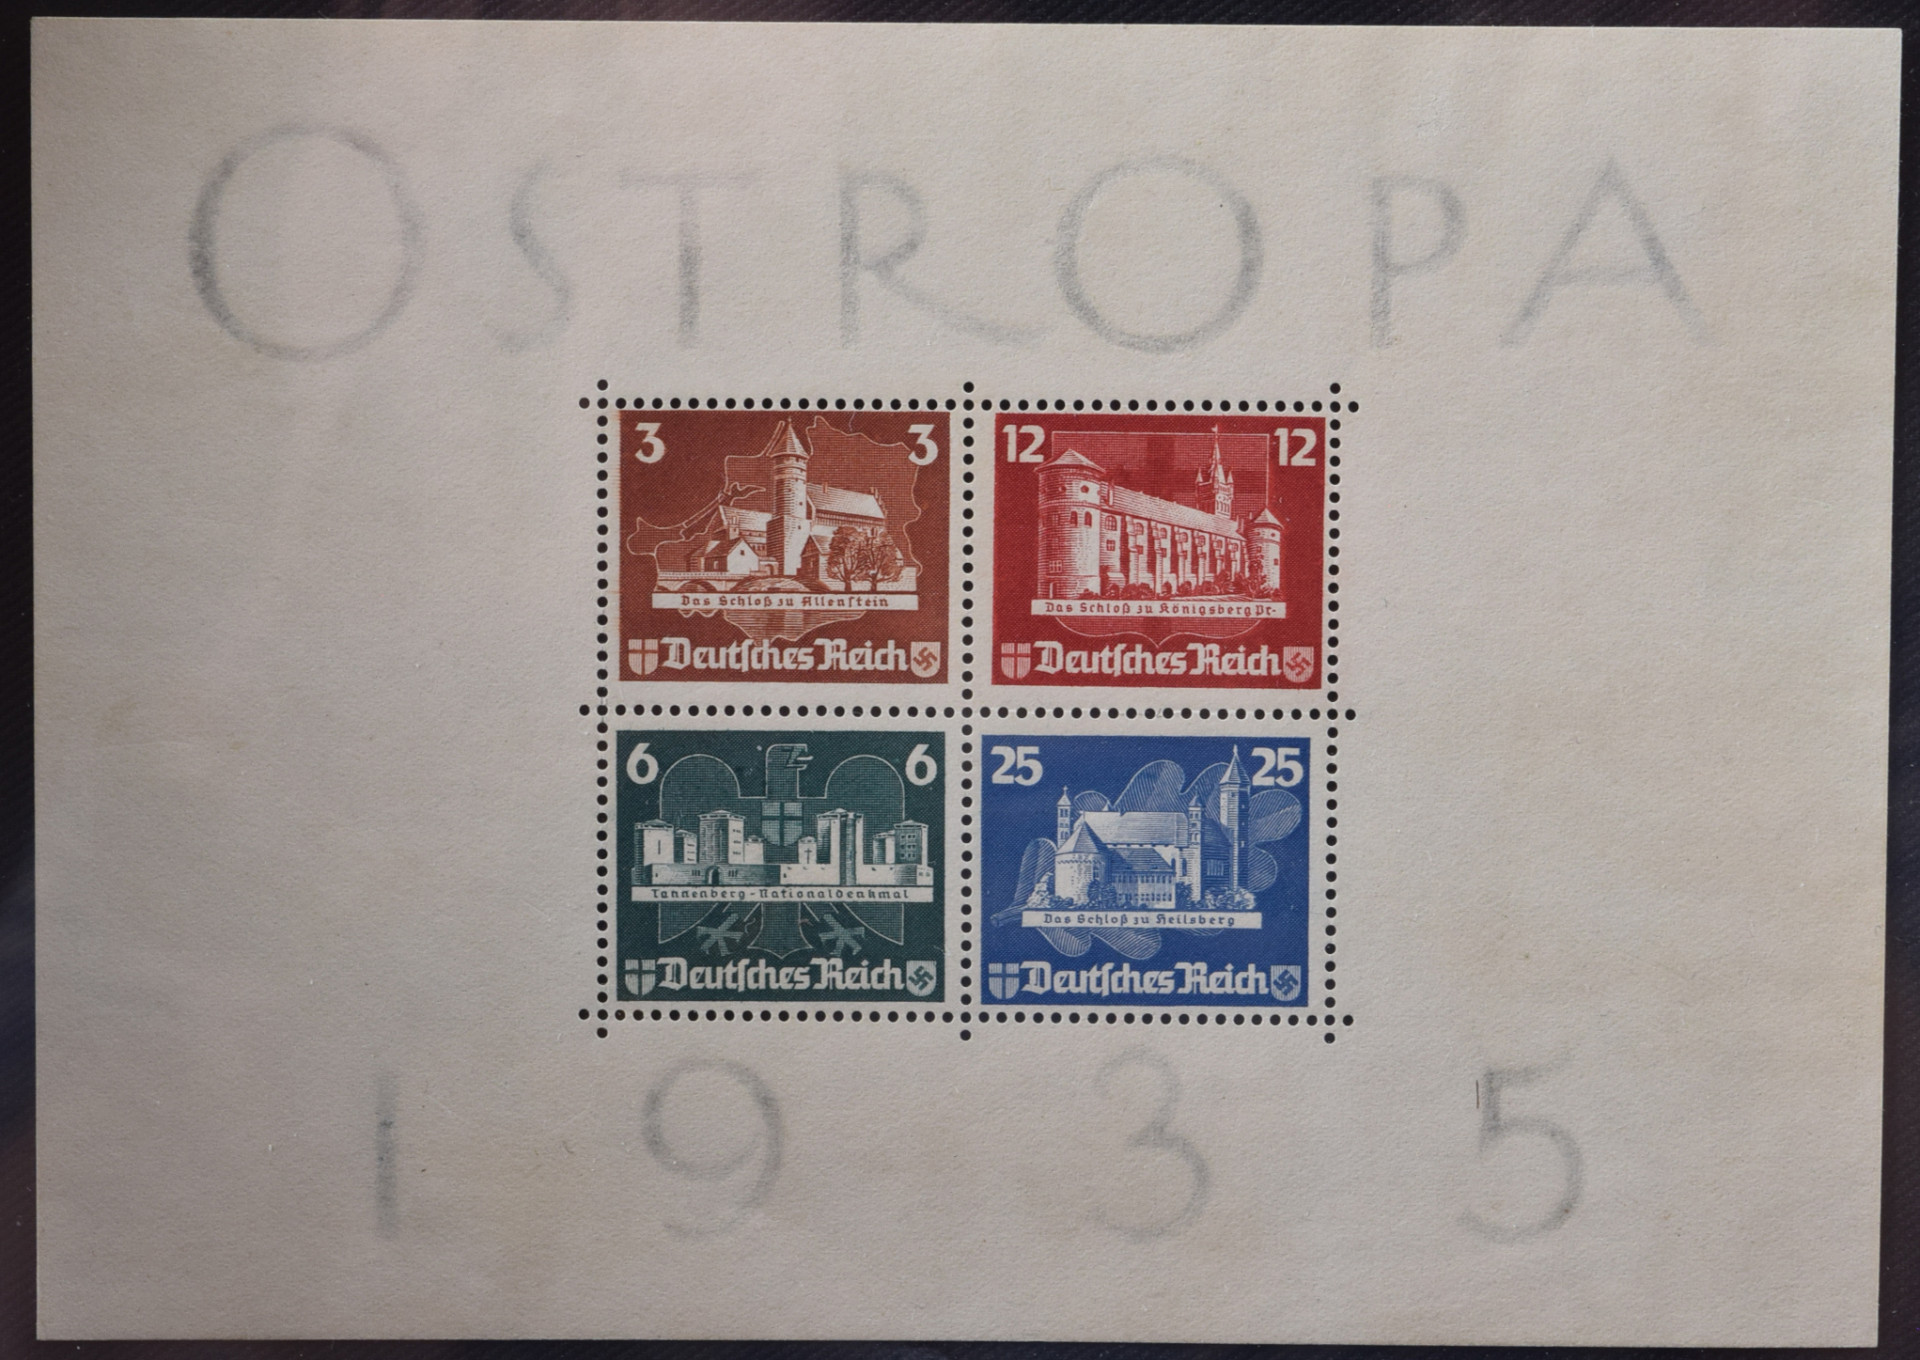 OSTROPA
3 3
Das Schloß zu Allenstein
Deutsches Reich
12 12
Das Schloß zu Königsberg Pr.
Deutsches Reich
6 6
Tannenberg-Nationaldenkmal
Deutsches Reich
25 25
Das Schloß zu Heilsberg
Deutsches Reich
1935